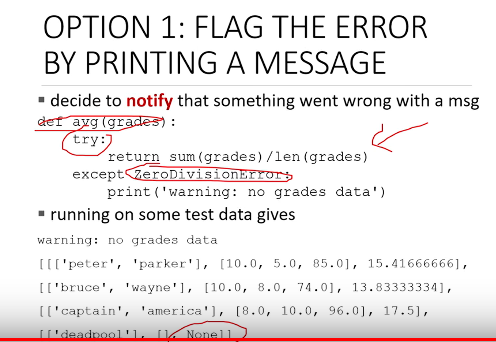 OPTION 1: FLAG THE ERROR
BY PRINTING A MESSAGE
▪ decide to notify that something went wrong with a msg
def avg(grades):
try:
return sum(grades)/len(grades)
except ZeroDivisionError:
print('warning: no grades data')
▪ running on some test data gives
warning: no grades data
[[['peter', 'parker'], [10.0, 5.0, 85.0], 15.41666666],
[['bruce', 'wayne'], [10.0, 8.0, 74.0], 13.83333334],
[['captain', 'america'], [8.0, 10.0, 96.0], 17.5],
[['deadpool'], [], None]]